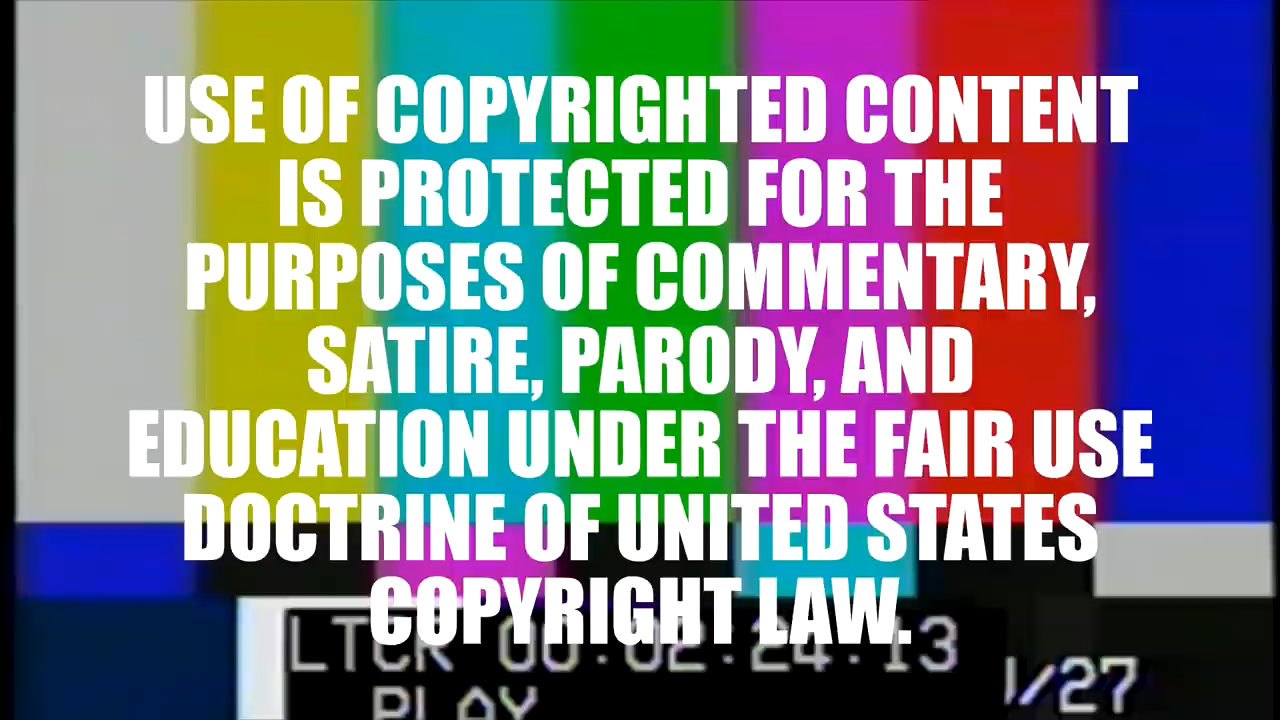 USE OF COPYRIGHTED CONTENT
IS PROTECTED FOR THE
PURPOSES OF COMMENTARY,
SATIRE, PARODY, AND
EDUCATION UNDER THE FAIR USE
DOCTRINE OF UNITED STATES
COPYRIGHT LAW.
LTCR 00:02:24:13
/27
PLAY